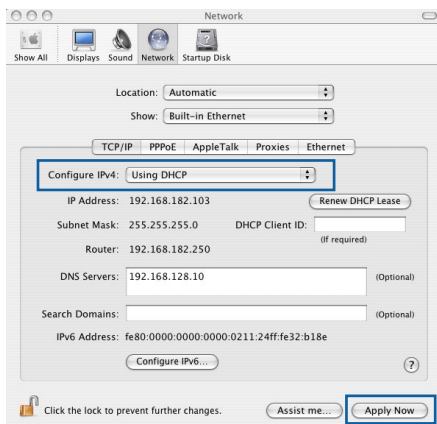 Network
Show All Displays Sound Network Startup Disk
Location: Automatic
Show: Built-in Ethernet
TCP/IP PPPoE AppleTalk Proxies Ethernet
Configure IPv4: Using DHCP
IP Address: 192.168.182.103 Renew DHCP Lease
Subnet Mask: 255.255.255.0 DHCP Client ID:
(If required)
Router: 192.168.182.250
DNS Servers: 192.168.128.10 (Optional)
Search Domains: (Optional)
IPv6 Address: fe80:0000:0000:0000:0211:24ff:fe32:b18e
Configure IPv6... ?
Click the lock to prevent further changes. Assist me... Apply Now